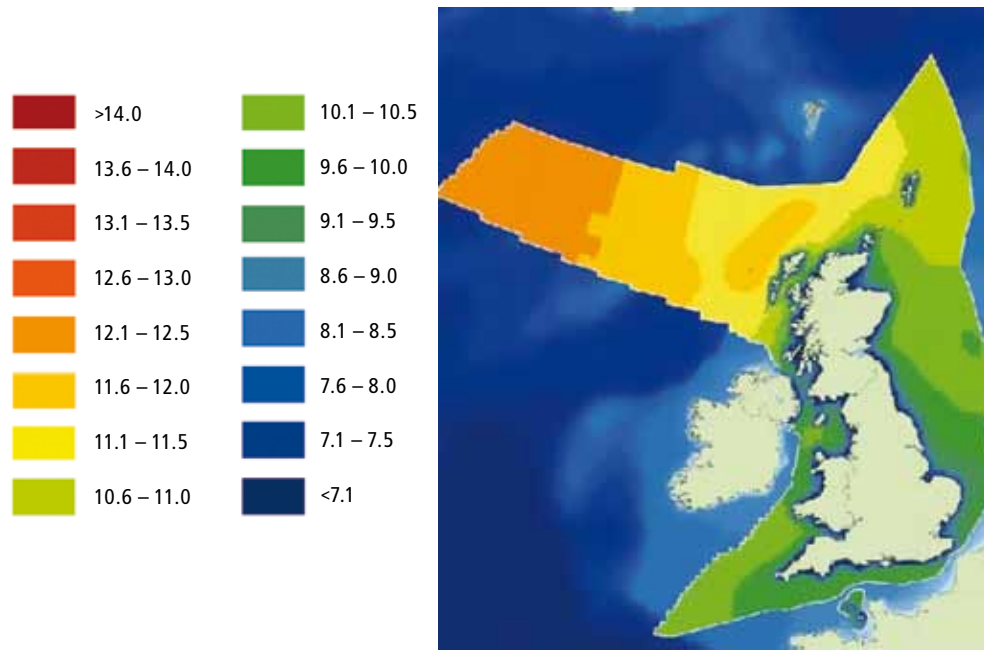 >14.0
13.6 – 14.0
13.1 – 13.5
12.6 – 13.0
12.1 – 12.5
11.6 – 12.0
11.1 – 11.5
10.6 – 11.0
10.1 – 10.5
9.6 – 10.0
9.1 – 9.5
8.6 – 9.0
8.1 – 8.5
7.6 – 8.0
7.1 – 7.5
<7.1